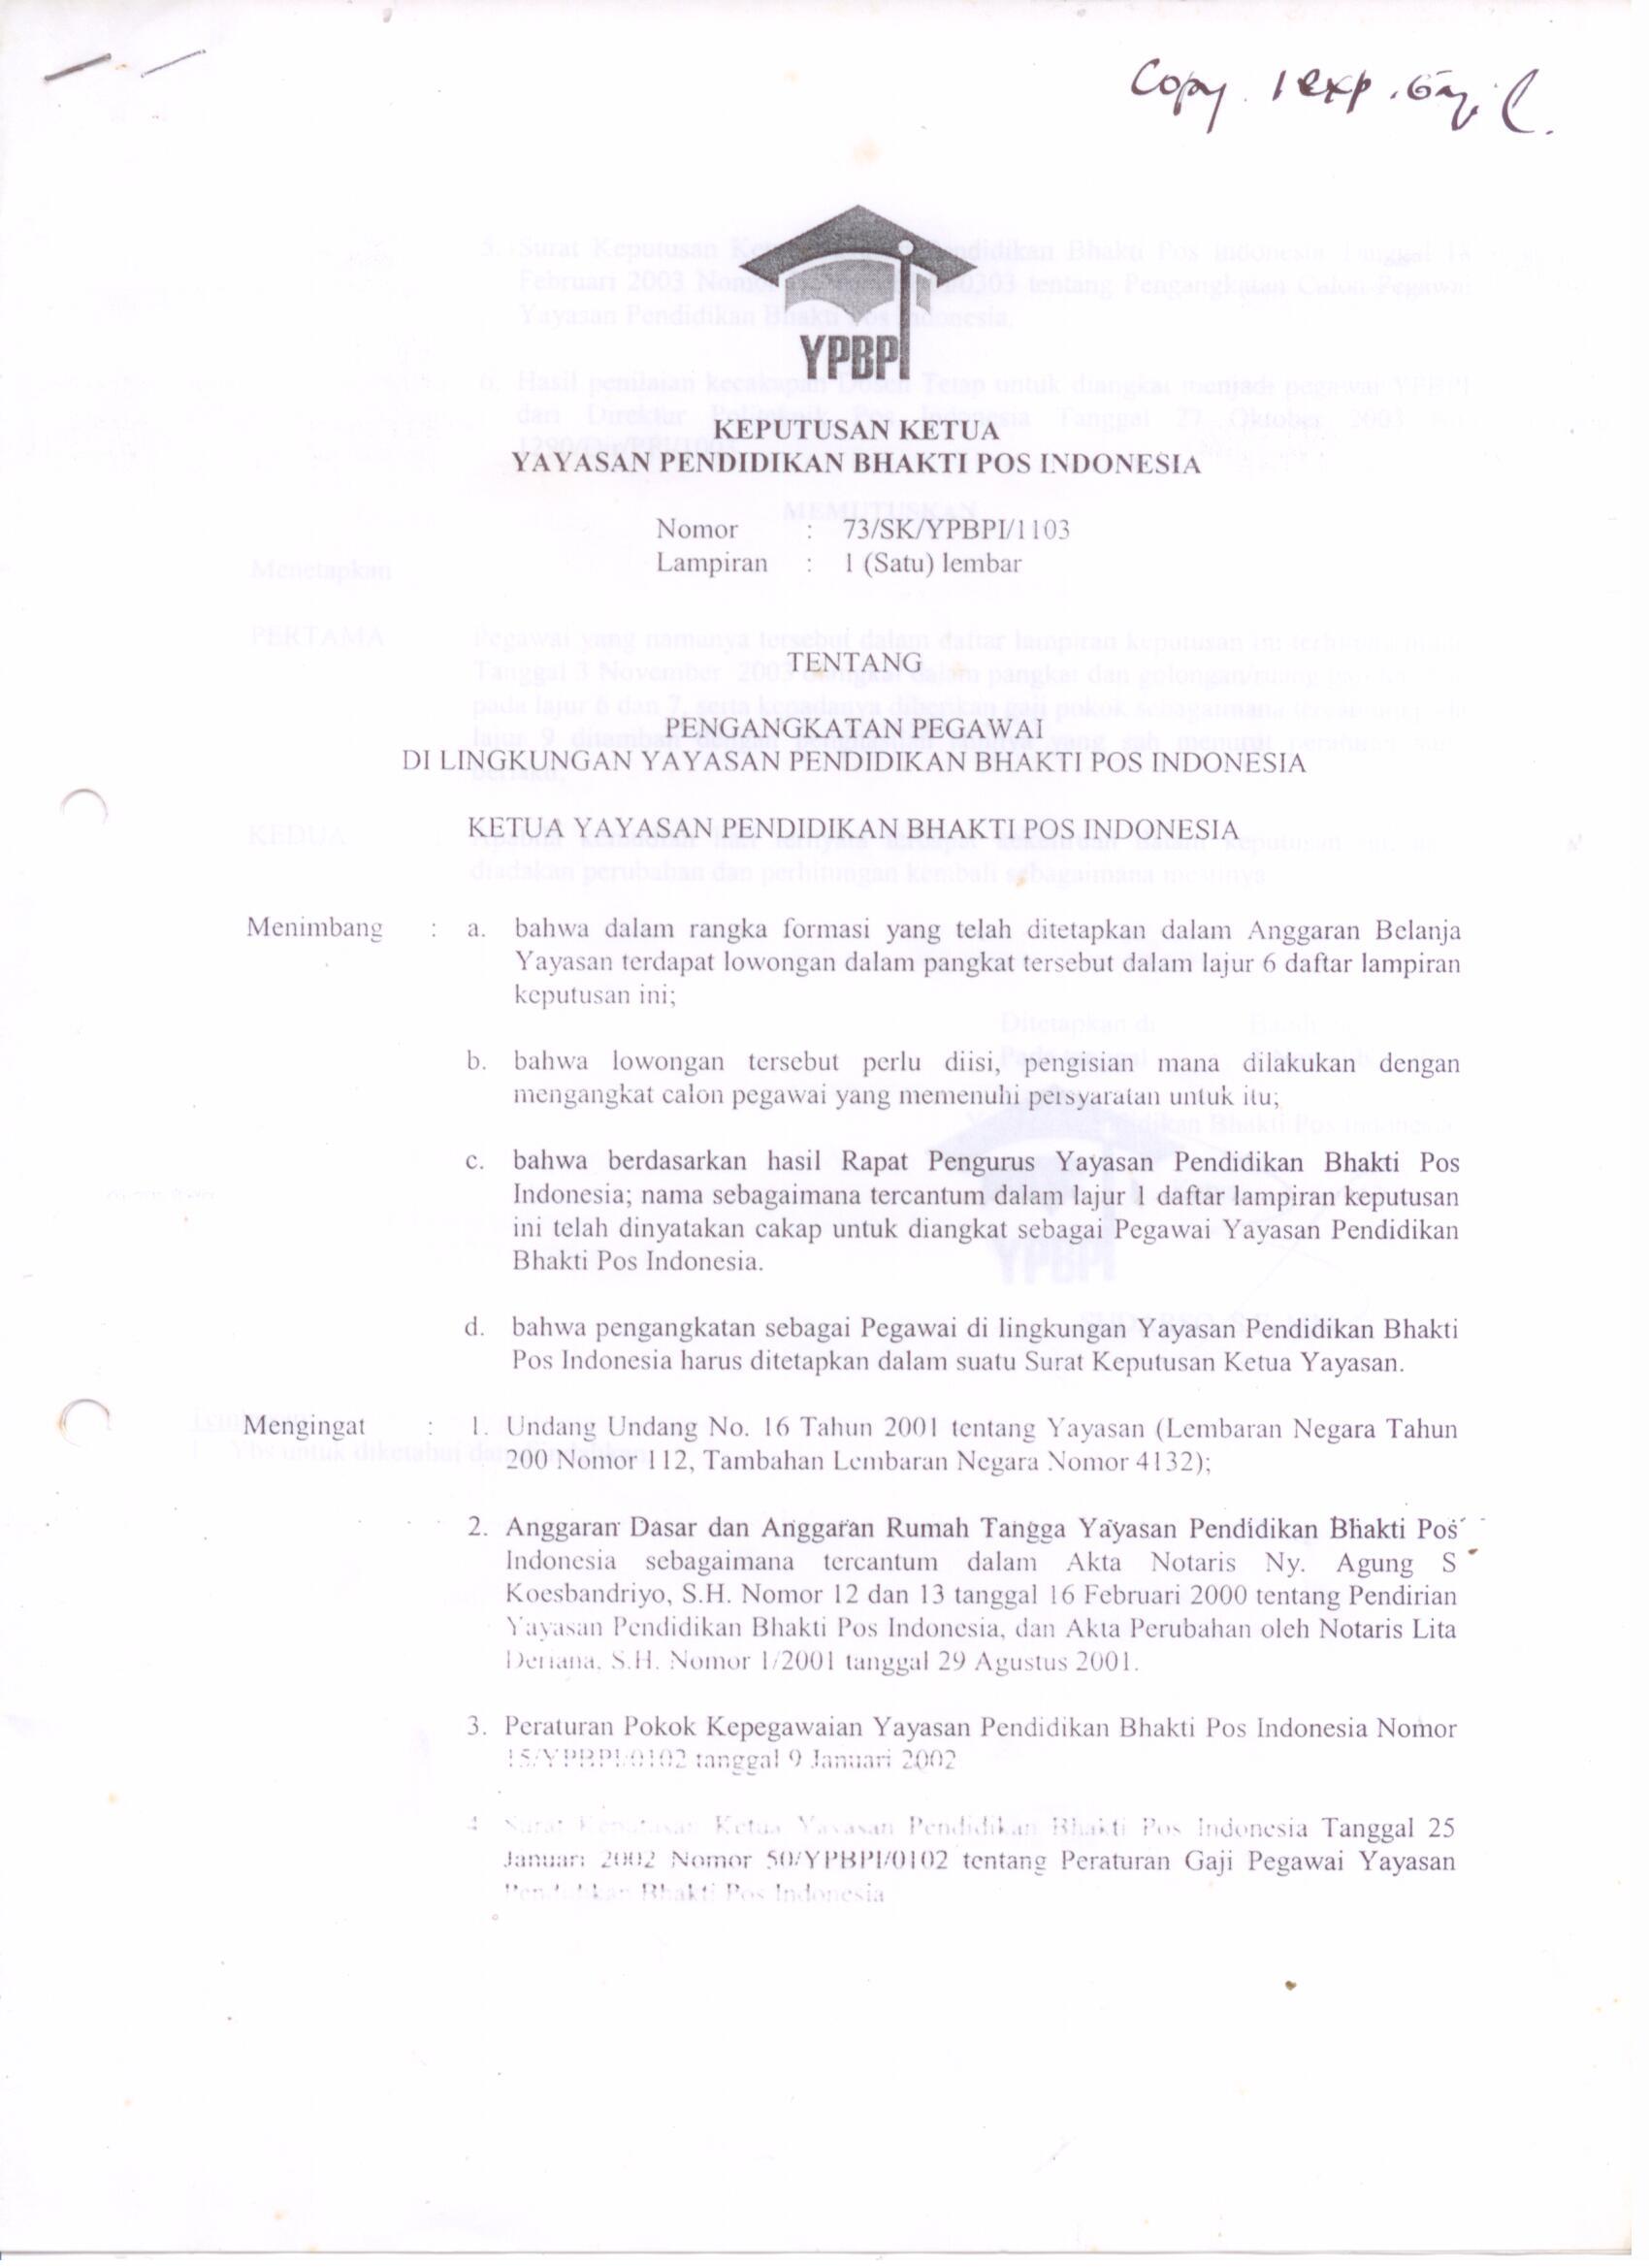 Copy. 1 exp.
YPBPI
KEPUTUSAN KETUA
YAYASAN PENDIDIKAN BHAKTI POS INDONESIA
Nomor : 73/SK/YPBPI/1103
Lampiran : 1 (Satu) lembar
TENTANG
PENGANGKATAN PEGAWAI
DI LINGKUNGAN YAYASAN PENDIDIKAN BHAKTI POS INDONESIA
KETUA YAYASAN PENDIDIKAN BHAKTI POS INDONESIA
Menimbang : a. bahwa dalam rangka formasi yang telah ditetapkan dalam Anggaran Belanja
Yayasan terdapat lowongan dalam pangkat tersebut dalam lajur 6 daftar lampiran
keputusan ini;
b. bahwa lowongan tersebut perlu diisi, pengisian mana dilakukan dengan
mengangkat calon pegawai yang memenuhi persyaratan untuk itu;
c. bahwa berdasarkan hasil Rapat Pengurus Yayasan Pendidikan Bhakti Pos
Indonesia; nama sebagaimana tercantum dalam lajur 1 daftar lampiran keputusan
ini telah dinyatakan cakap untuk diangkat sebagai Pegawai Yayasan Pendidikan
Bhakti Pos Indonesia.
d. bahwa pengangkatan sebagai Pegawai di lingkungan Yayasan Pendidikan Bhakti
Pos Indonesia harus ditetapkan dalam suatu Surat Keputusan Ketua Yayasan.
Mengingat : 1. Undang Undang No. 16 Tahun 2001 tentang Yayasan (Lembaran Negara Tahun
200 Nomor 112, Tambahan Lembaran Negara Nomor 4132);
2. Anggaran Dasar dan Anggaran Rumah Tangga Yayasan Pendidikan Bhakti Pos
Indonesia sebagaimana tercantum dalam Akta Notaris Ny. Agung S
Koesbandriyo, S.H. Nomor 12 dan 13 tanggal 16 Februari 2000 tentang Pendirian
Yayasan Pendidikan Bhakti Pos Indonesia, dan Akta Perubahan oleh Notaris Lita
Deriana, S.H. Nomor 1/2001 tanggal 29 Agustus 2001.
3. Peraturan Pokok Kepegawaian Yayasan Pendidikan Bhakti Pos Indonesia Nomor
15/YPBPI/0102 tanggal 9 Januari 2002
4 Surat Keputusan Ketua Yayasan Pendidikan Bhakti Pos Indonesia Tanggal 25
Januari 2002 Nomor 50/YPBPI/0102 tentang Peraturan Gaji Pegawai Yayasan
Pendidikan Bhakti Pos Indonesia